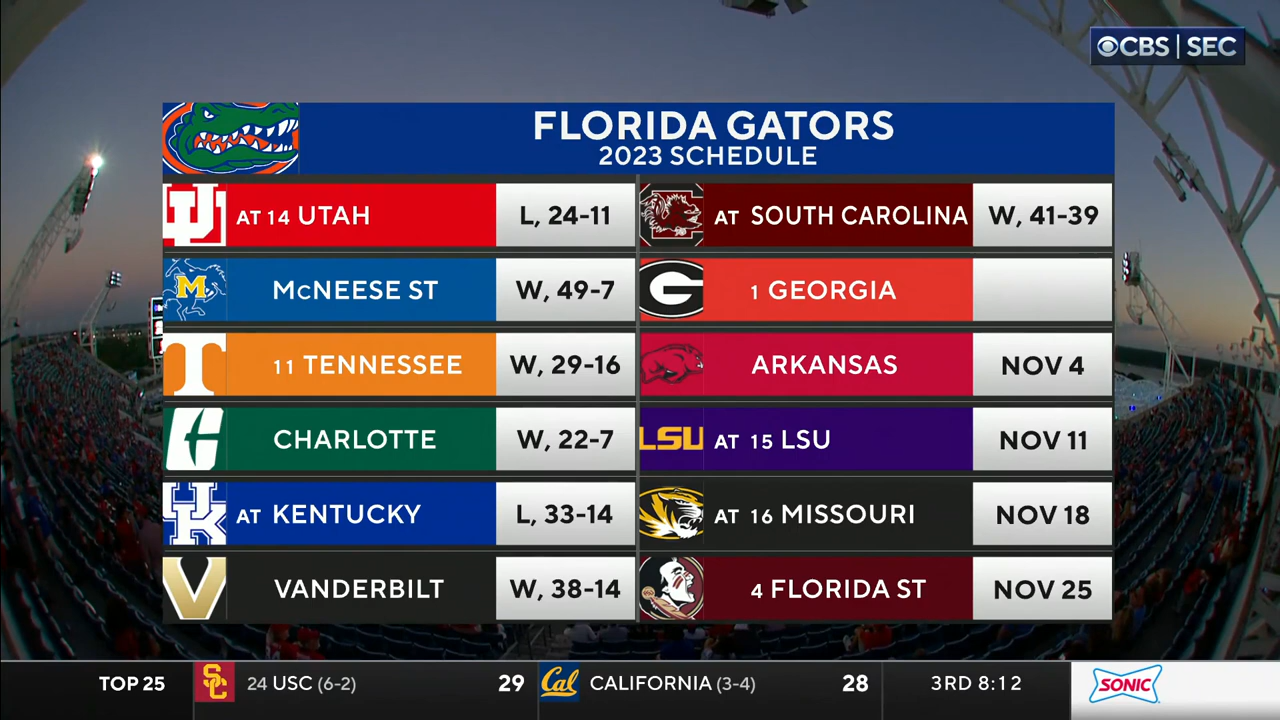 CBS | SEC
FLORIDA GATORS
2023 SCHEDULE
AT 14 UTAH L, 24-11
McNEESE ST W, 49-7
11 TENNESSEE W, 29-16
CHARLOTTE W, 22-7
AT KENTUCKY L, 33-14
VANDERBILT W, 38-14
AT SOUTH CAROLINA W, 41-39
1 GEORGIA
ARKANSAS NOV 4
LSU AT 15 LSU NOV 11
AT 16 MISSOURI NOV 18
4 FLORIDA ST NOV 25
TOP 25 SC 24 USC (6-2) 29 Cal CALIFORNIA (3-4) 28 3RD 8:12 SONIC